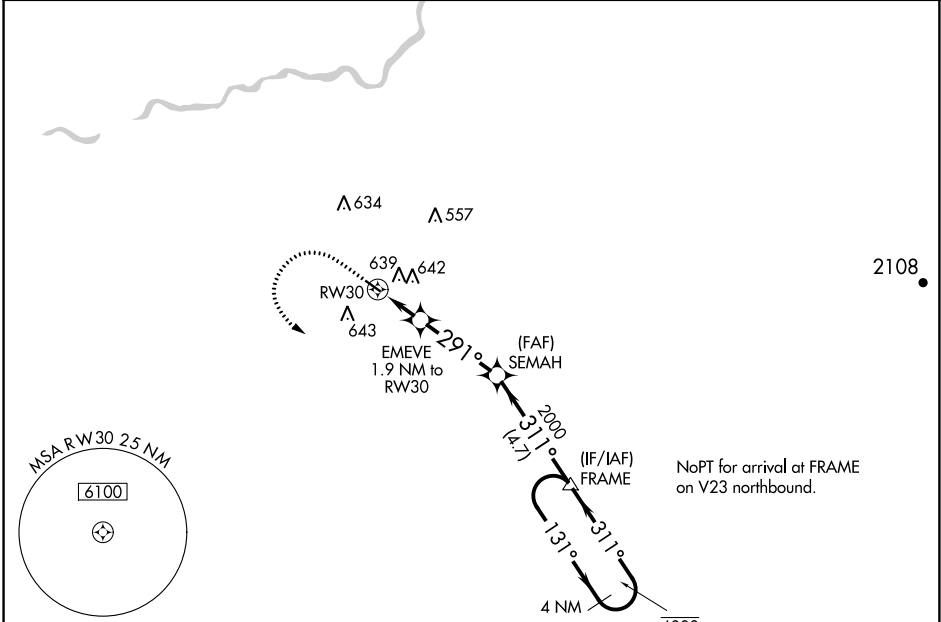 634
557
639
642
2108
RW30
643
291°
(FAF)
SEMAH
EMEVE
1.9 NM to
RW30
2000
311°
(4.7)
(IF/IAF)
FRAME
NoPT for arrival at FRAME
on V23 northbound.
MSA RW30 25 NM
6100
131°
311°
4 NM